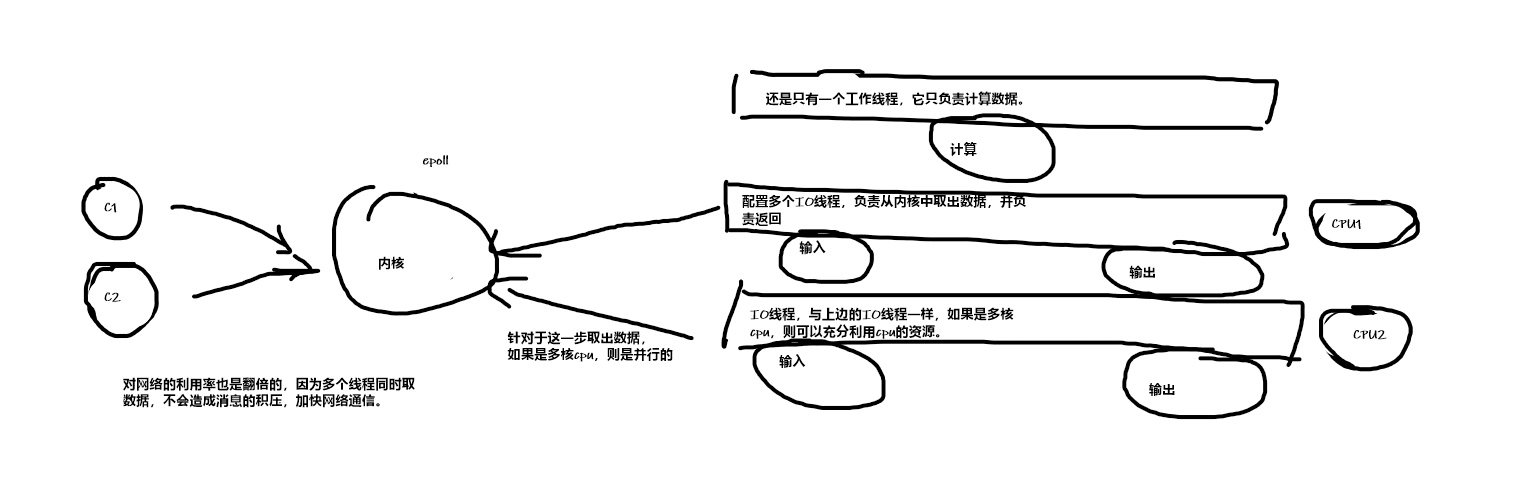 还是只有一个工作线程，它只负责计算数据。
计算
epoll
C1
配置多个IO线程，负责从内核中取出数据，并负
责返回
CPU1
输入
输出
内核
C2
IO线程，与上边的IO线程一样，如果是多核
cpu，则可以充分利用cpu的资源。
CPU2
针对于这一步取出数据，
如果是多核cpu，则是并行的
输入
输出
对网络的利用率也是翻倍的，因为多个线程同时取
数据，不会造成消息的积压，加快网络通信。